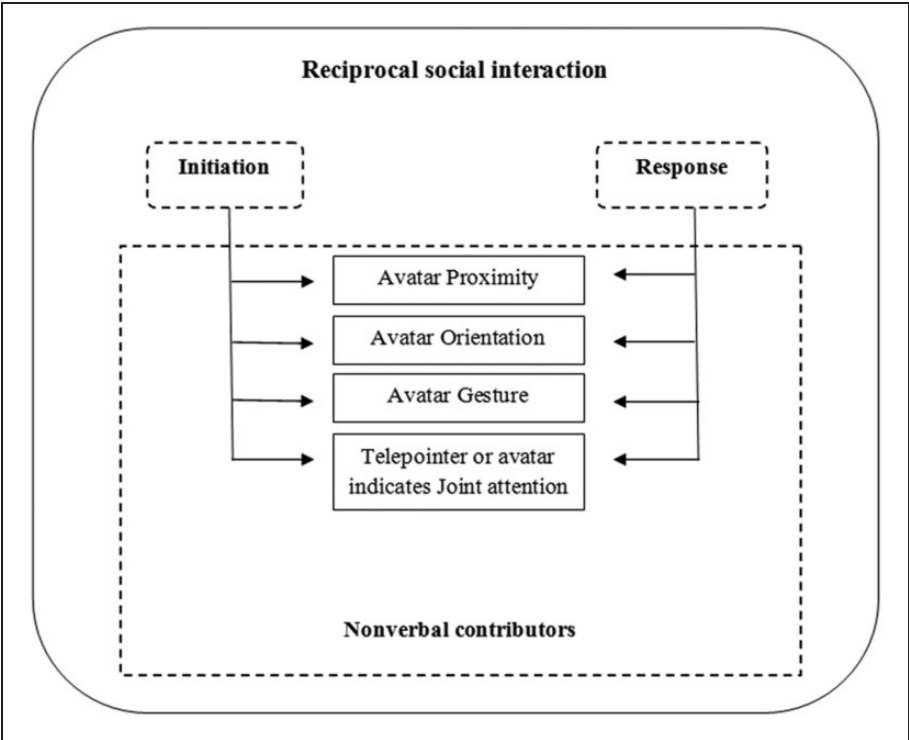 Reciprocal social interaction
Initiation
Response
Avatar Proximity
Avatar Orientation
Avatar Gesture
Telepointer or avatar
indicates Joint attention
Nonverbal contributors